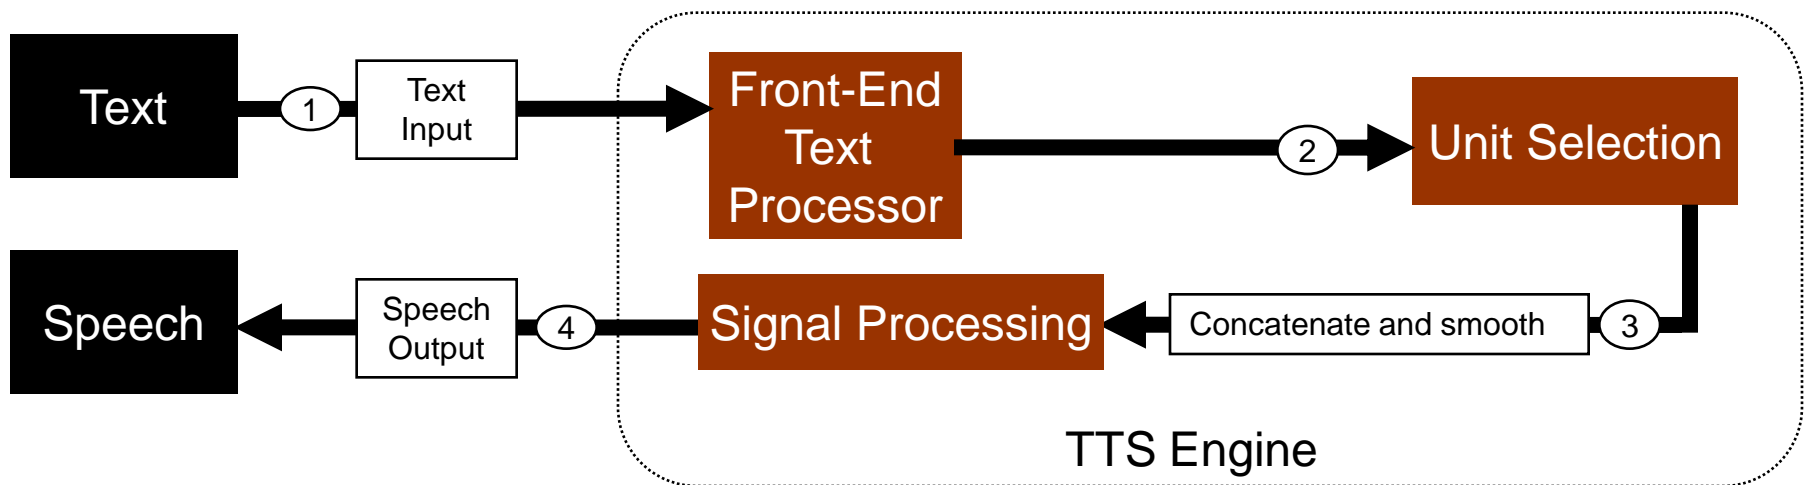 Text
1
Text
Input
Front-End
Text
Processor
2
Unit Selection
3
Concatenate and smooth
Signal Processing
4
Speech
Output
Speech
TTS Engine